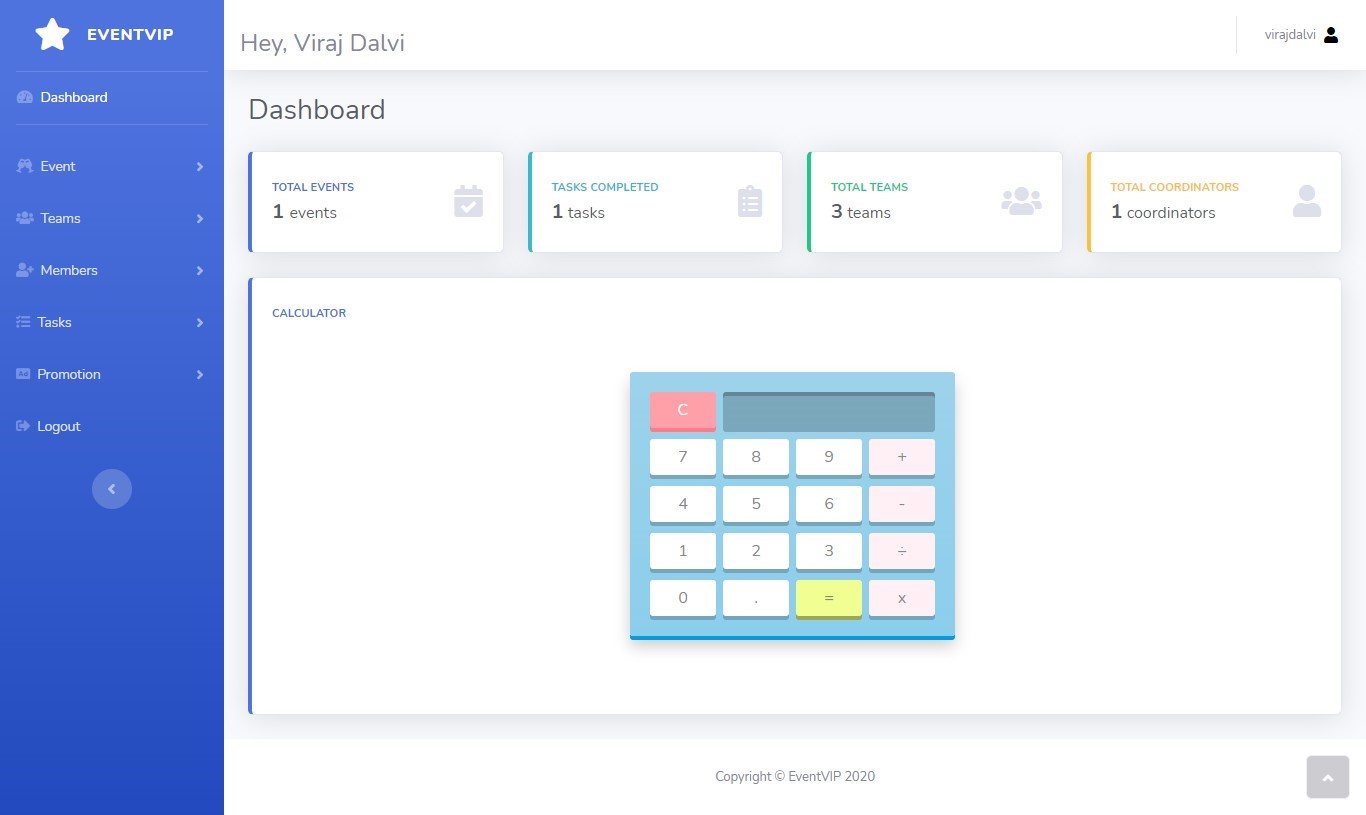 EVENTVIP
Dashboard
Event
Teams
Members
Tasks
Promotion
Logout
Hey, Viraj Dalvi
virajdalvi
Dashboard
TOTAL EVENTS
1 events
TASKS COMPLETED
1 tasks
TOTAL TEAMS
3 teams
TOTAL COORDINATORS
1 coordinators
CALCULATOR
C
7 8 9 +
4 5 6 -
1 2 3 ÷
0 . = x
Copyright © EventVIP 2020